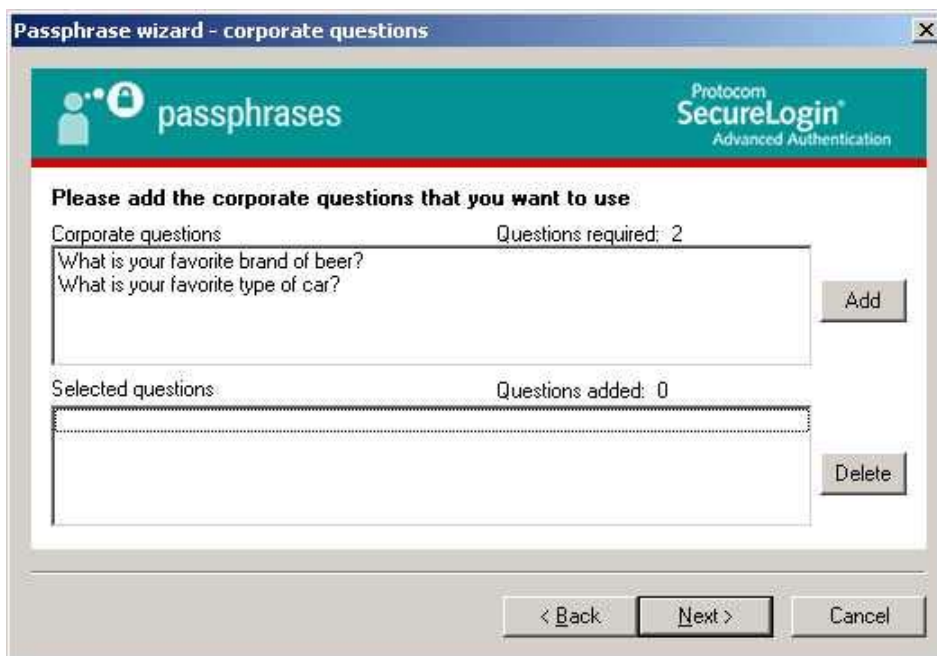 Passphrase wizard - corporate questions
passphrases
Protocom
SecureLogin®
Advanced Authentication
Please add the corporate questions that you want to use
Corporate questions Questions required: 2
What is your favorite brand of beer?
What is your favorite type of car?
Add
Selected questions Questions added: 0
Delete
< Back Next > Cancel